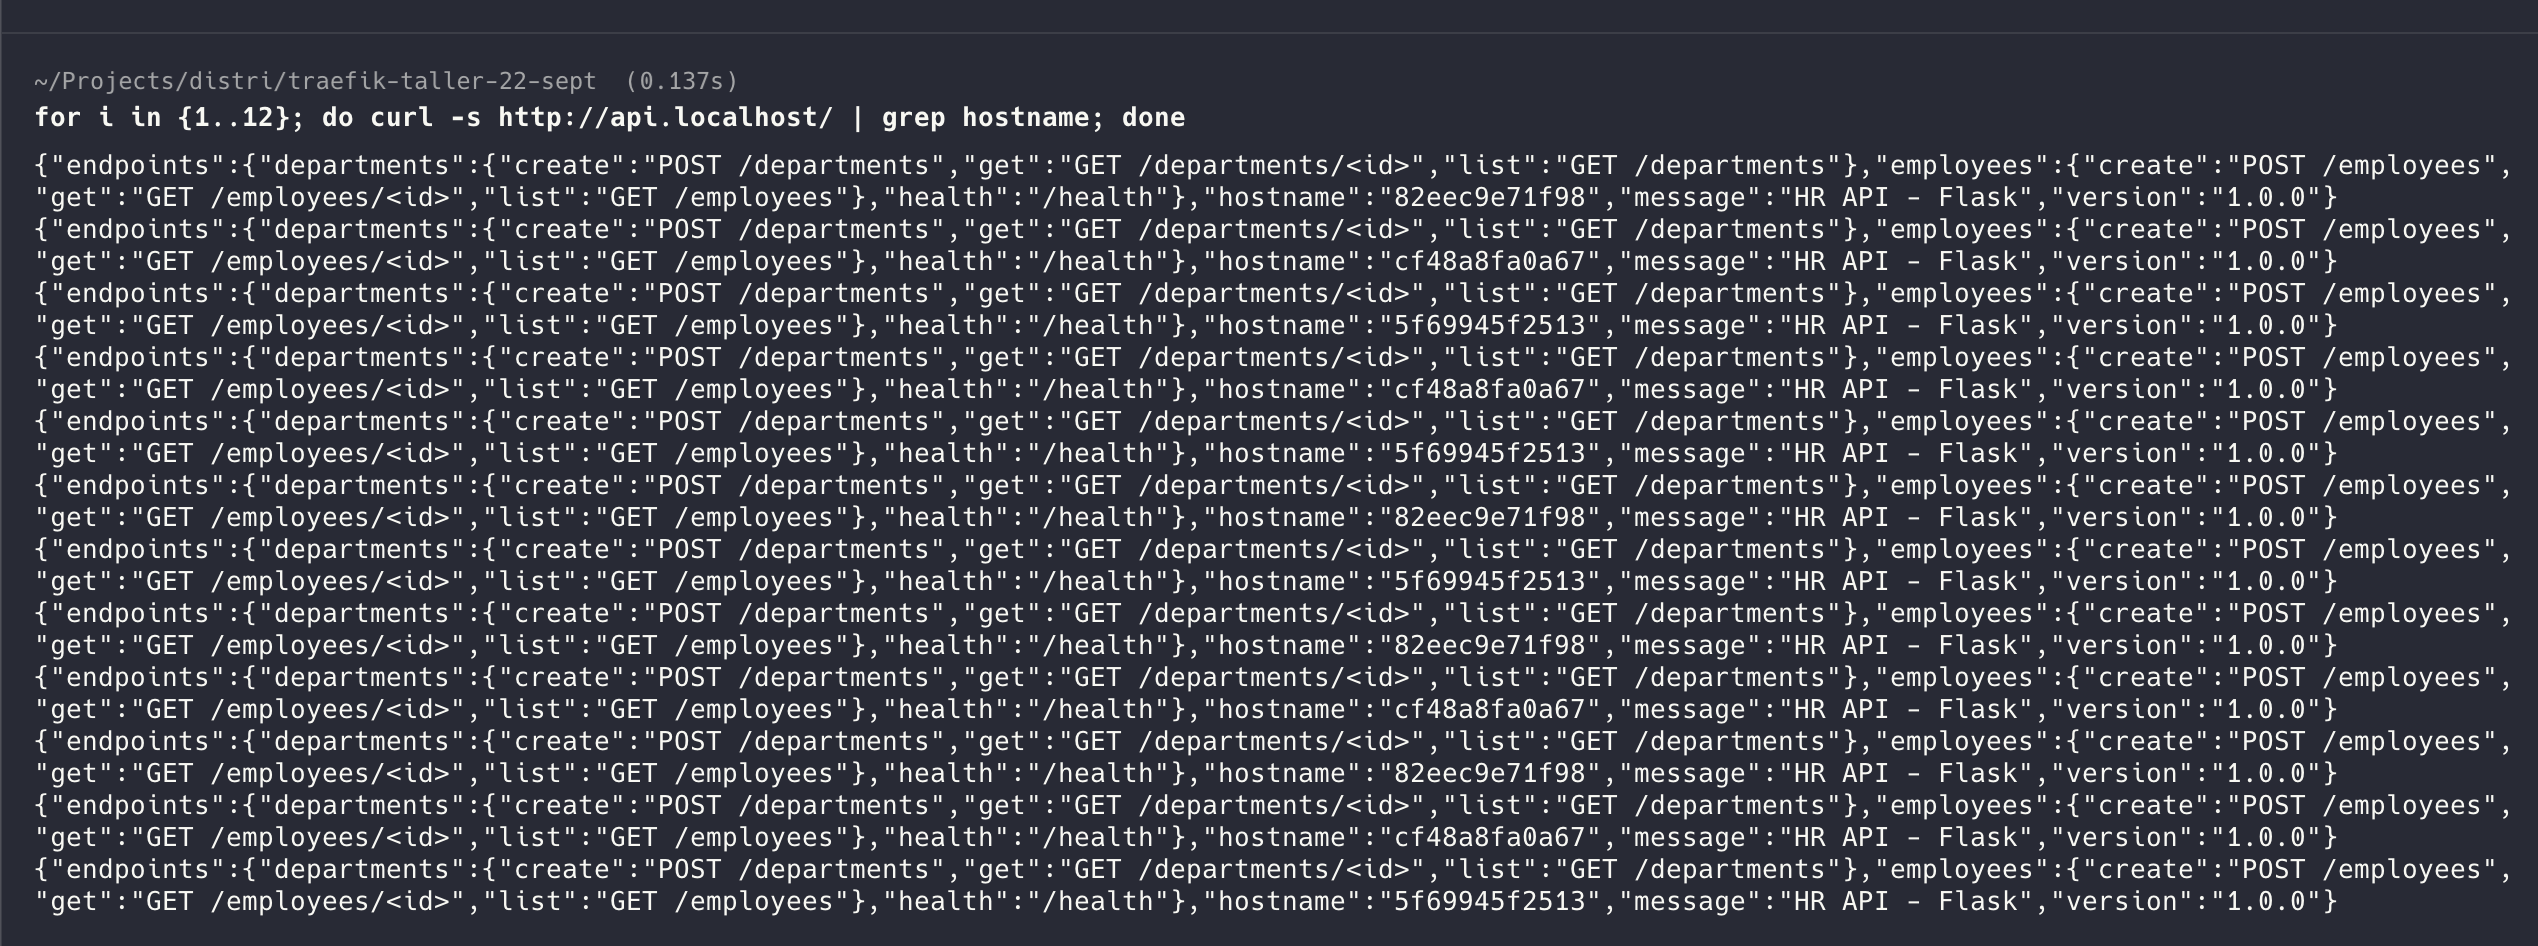 ~/Projects/distri/traefik-taller-22-sept (0.137s)
for i in {1..12}; do curl -s http://api.localhost/ | grep hostname; done
{"endpoints":{"departments":{"create":"POST /departments","get":"GET /departments/<id>","list":"GET /departments"},"employees":{"create":"POST /employees",
"get":"GET /employees/<id>","list":"GET /employees"},"health":"/health"},"hostname":"82eec9e71f98","message":"HR API - Flask","version":"1.0.0"}
{"endpoints":{"departments":{"create":"POST /departments","get":"GET /departments/<id>","list":"GET /departments"},"employees":{"create":"POST /employees",
"get":"GET /employees/<id>","list":"GET /employees"},"health":"/health"},"hostname":"cf48a8fa0a67","message":"HR API - Flask","version":"1.0.0"}
{"endpoints":{"departments":{"create":"POST /departments","get":"GET /departments/<id>","list":"GET /departments"},"employees":{"create":"POST /employees",
"get":"GET /employees/<id>","list":"GET /employees"},"health":"/health"},"hostname":"5f69945f2513","message":"HR API - Flask","version":"1.0.0"}
{"endpoints":{"departments":{"create":"POST /departments","get":"GET /departments/<id>","list":"GET /departments"},"employees":{"create":"POST /employees",
"get":"GET /employees/<id>","list":"GET /employees"},"health":"/health"},"hostname":"cf48a8fa0a67","message":"HR API - Flask","version":"1.0.0"}
{"endpoints":{"departments":{"create":"POST /departments","get":"GET /departments/<id>","list":"GET /departments"},"employees":{"create":"POST /employees",
"get":"GET /employees/<id>","list":"GET /employees"},"health":"/health"},"hostname":"5f69945f2513","message":"HR API - Flask","version":"1.0.0"}
{"endpoints":{"departments":{"create":"POST /departments","get":"GET /departments/<id>","list":"GET /departments"},"employees":{"create":"POST /employees",
"get":"GET /employees/<id>","list":"GET /employees"},"health":"/health"},"hostname":"82eec9e71f98","message":"HR API - Flask","version":"1.0.0"}
{"endpoints":{"departments":{"create":"POST /departments","get":"GET /departments/<id>","list":"GET /departments"},"employees":{"create":"POST /employees",
"get":"GET /employees/<id>","list":"GET /employees"},"health":"/health"},"hostname":"5f69945f2513","message":"HR API - Flask","version":"1.0.0"}
{"endpoints":{"departments":{"create":"POST /departments","get":"GET /departments/<id>","list":"GET /departments"},"employees":{"create":"POST /employees",
"get":"GET /employees/<id>","list":"GET /employees"},"health":"/health"},"hostname":"82eec9e71f98","message":"HR API - Flask","version":"1.0.0"}
{"endpoints":{"departments":{"create":"POST /departments","get":"GET /departments/<id>","list":"GET /departments"},"employees":{"create":"POST /employees",
"get":"GET /employees/<id>","list":"GET /employees"},"health":"/health"},"hostname":"cf48a8fa0a67","message":"HR API - Flask","version":"1.0.0"}
{"endpoints":{"departments":{"create":"POST /departments","get":"GET /departments/<id>","list":"GET /departments"},"employees":{"create":"POST /employees",
"get":"GET /employees/<id>","list":"GET /employees"},"health":"/health"},"hostname":"82eec9e71f98","message":"HR API - Flask","version":"1.0.0"}
{"endpoints":{"departments":{"create":"POST /departments","get":"GET /departments/<id>","list":"GET /departments"},"employees":{"create":"POST /employees",
"get":"GET /employees/<id>","list":"GET /employees"},"health":"/health"},"hostname":"cf48a8fa0a67","message":"HR API - Flask","version":"1.0.0"}
{"endpoints":{"departments":{"create":"POST /departments","get":"GET /departments/<id>","list":"GET /departments"},"employees":{"create":"POST /employees",
"get":"GET /employees/<id>","list":"GET /employees"},"health":"/health"},"hostname":"5f69945f2513","message":"HR API - Flask","version":"1.0.0"}